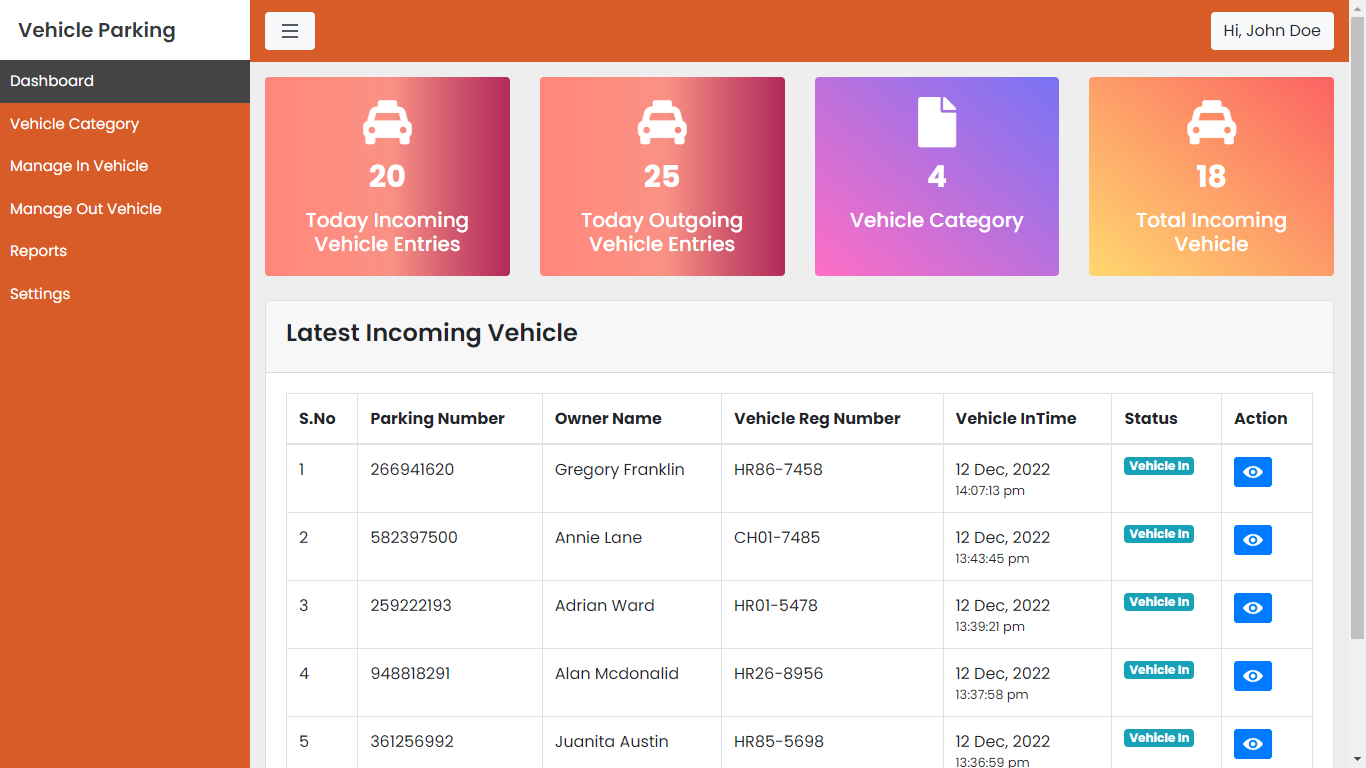 Vehicle Parking
Hi, John Doe
Dashboard
Vehicle Category
Manage In Vehicle
Manage Out Vehicle
Reports
Settings
20
Today Incoming
Vehicle Entries
25
Today Outgoing
Vehicle Entries
4
Vehicle Category
18
Total Incoming
Vehicle
Latest Incoming Vehicle
S.No Parking Number Owner Name Vehicle Reg Number Vehicle InTime Status Action
1 266941620 Gregory Franklin HR86-7458 12 Dec, 2022 Vehicle In
14:07:13 pm
2 582397500 Annie Lane CH01-7485 12 Dec, 2022 Vehicle In
13:43:45 pm
3 259222193 Adrian Ward HR01-5478 12 Dec, 2022 Vehicle In
13:39:21 pm
4 948818291 Alan Mcdonalid HR26-8956 12 Dec, 2022 Vehicle In
13:37:58 pm
5 361256992 Juanita Austin HR85-5698 12 Dec, 2022 Vehicle In
13:36:59 pm